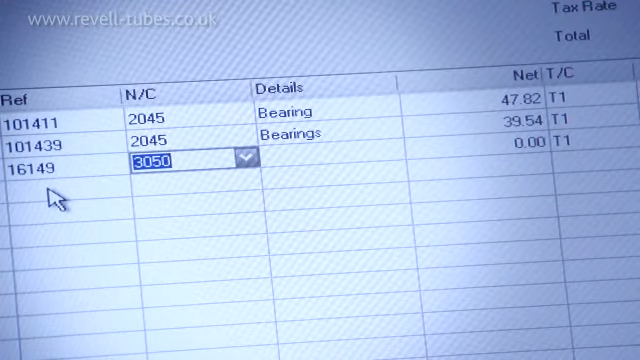 www.revell-tubes.co.uk
Tax Rate
Total
Ref N/C Details Net T/C
101411 2045 Bearing 47.82 T1
101439 2045 Bearings 39.54 T1
16149 3050 0.00 T1